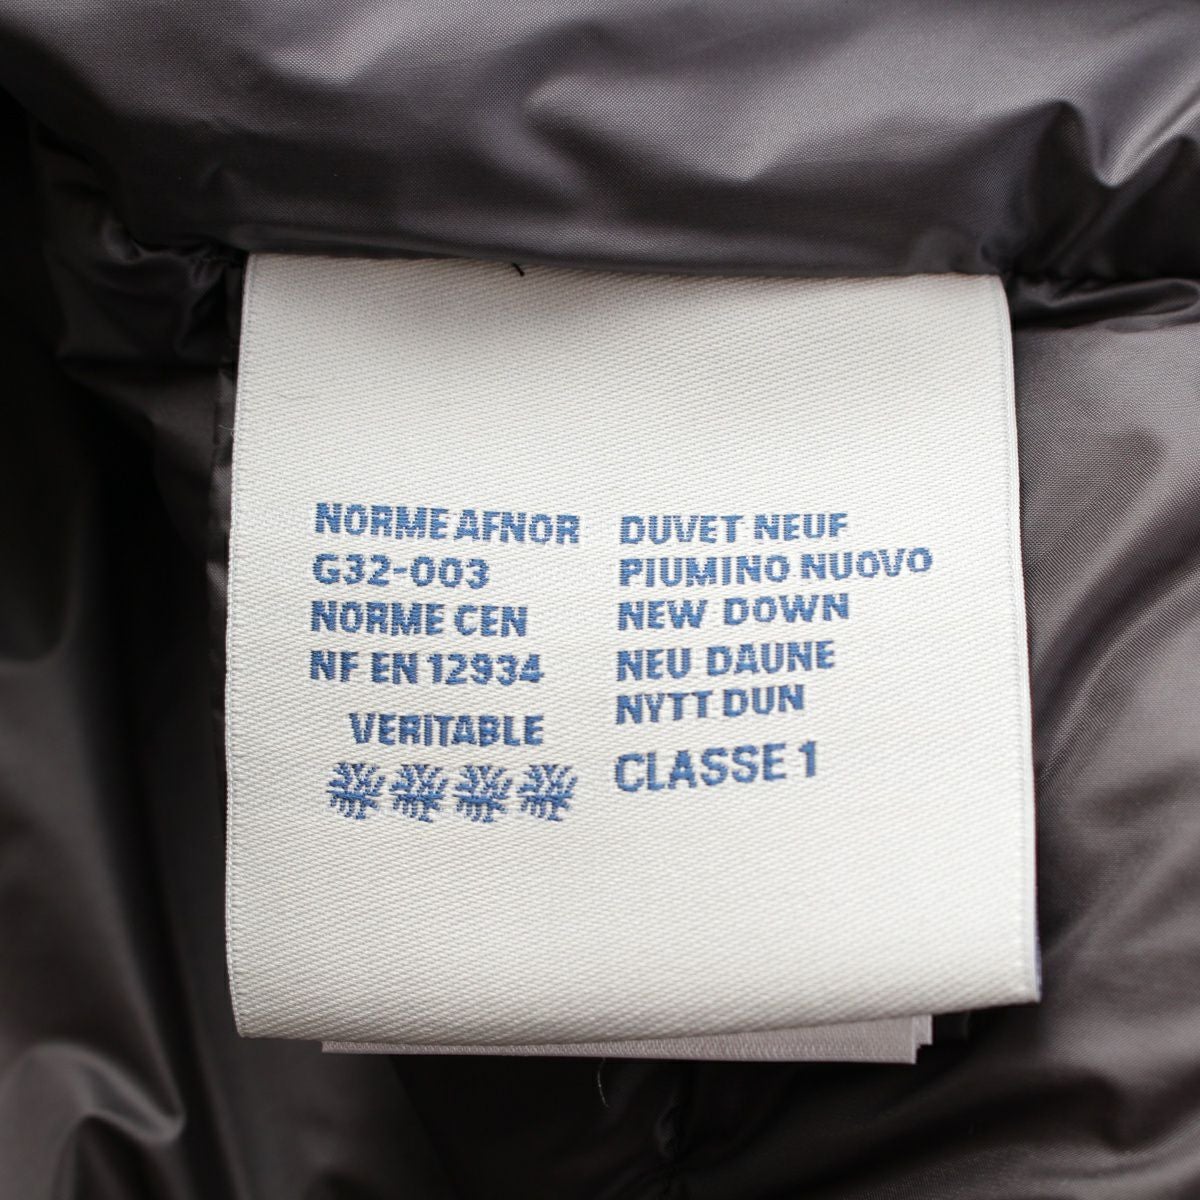 NORME AFNOR
G32-003
NORME CEN
NF EN 12934
VERITABLE
DUVET NEUF
PIUMINO NUOVO
NEW DOWN
NEU DAUNE
NYTT DUN
CLASSE 1